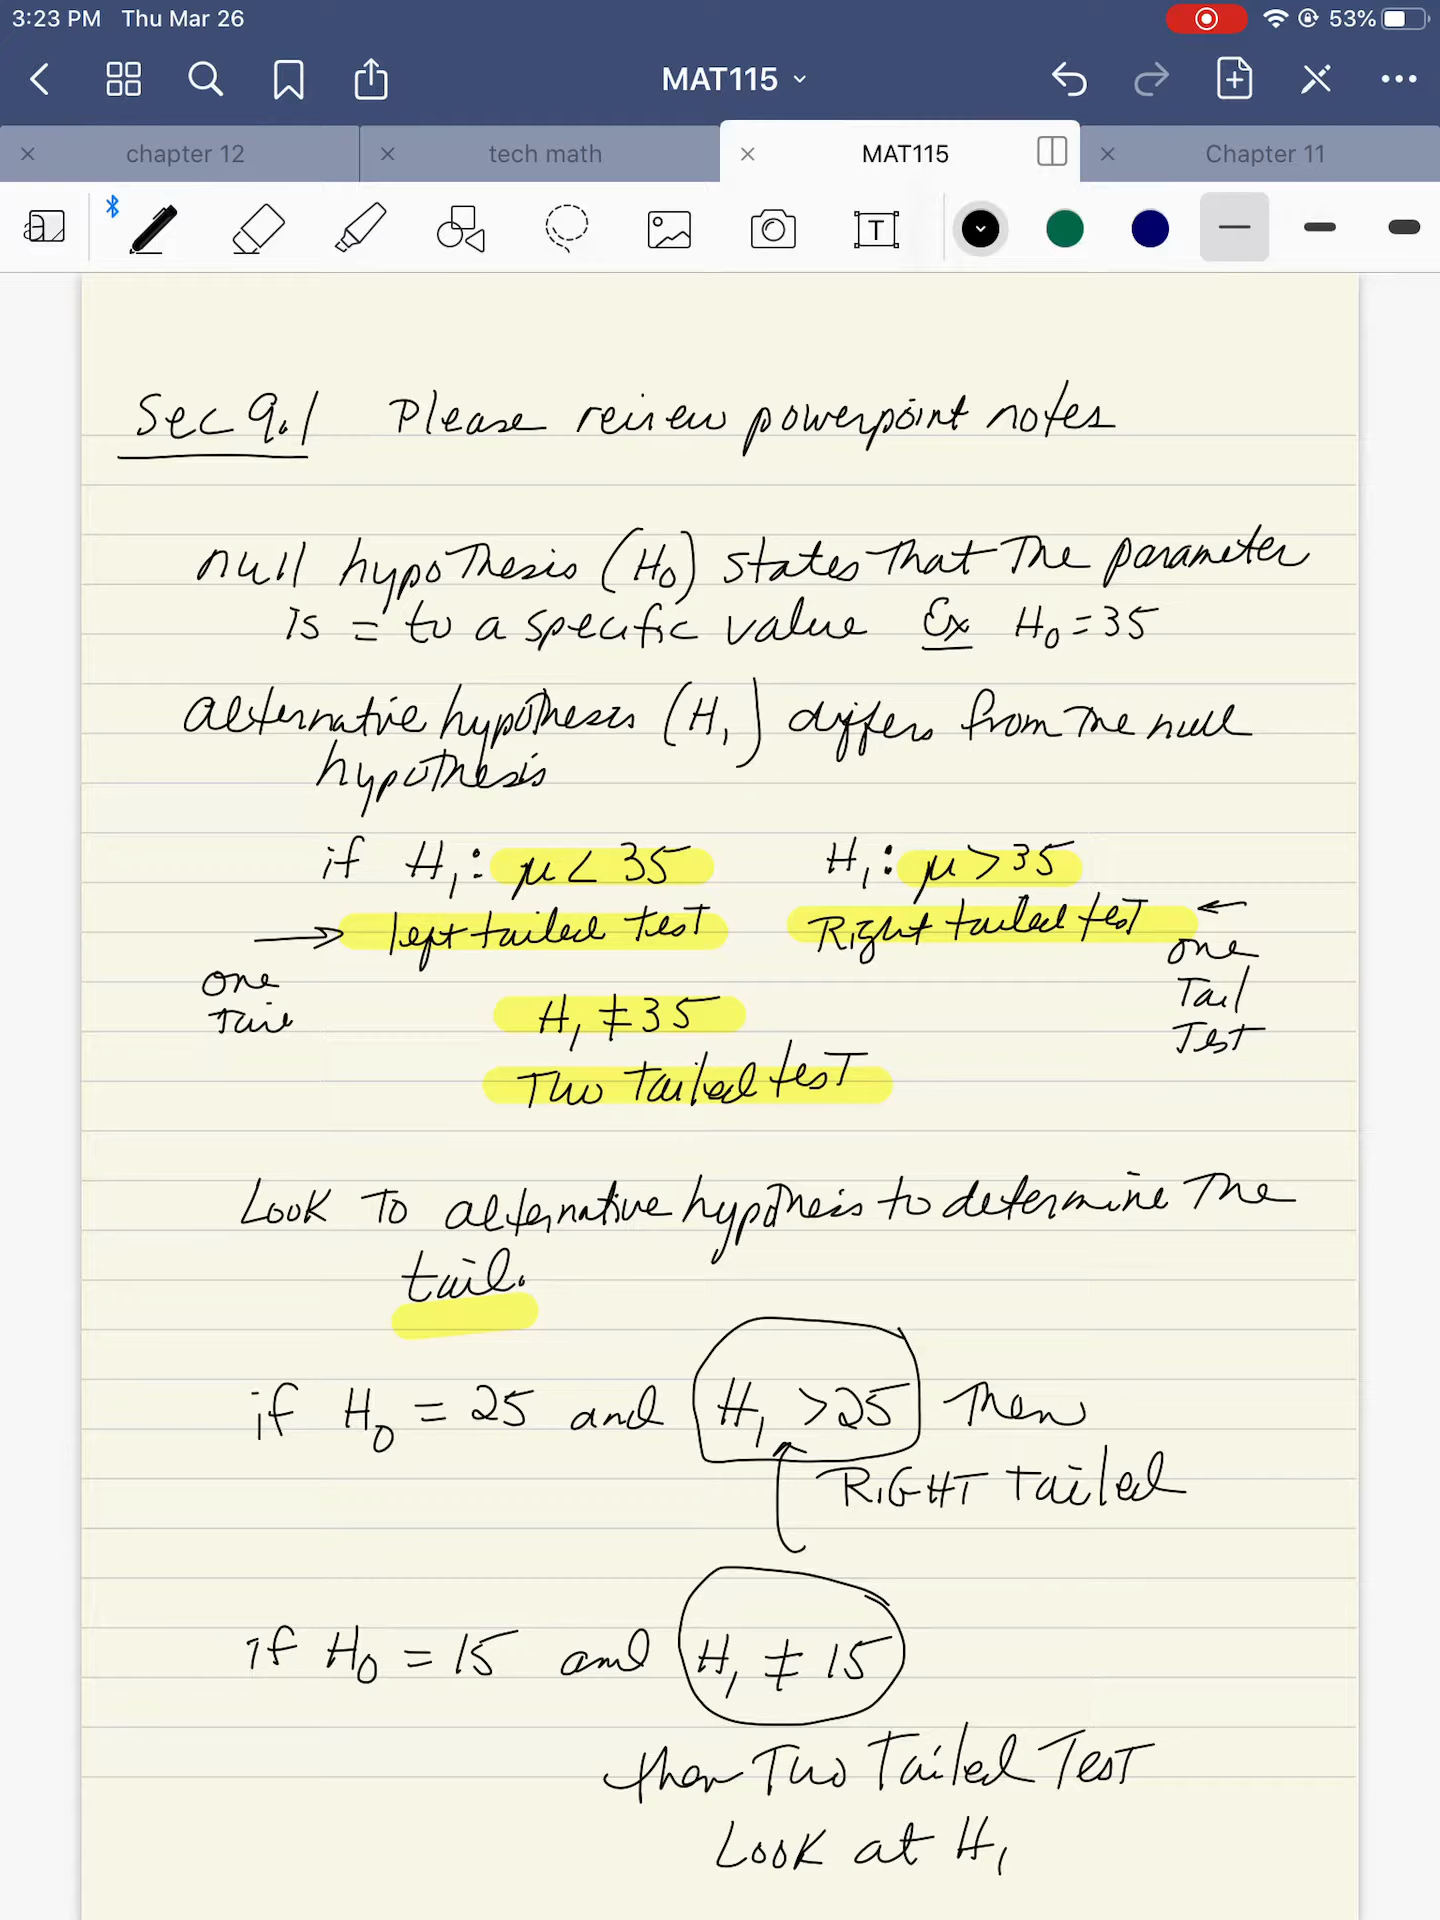 3:23 PM Thu Mar 26 53%
MAT115
chapter 12 tech math MAT115 Chapter 11
a T
Sec 9.1 Please reiview powerpoint notes
null hypothesis (H₀) states that the parameter
is = to a specific value Ex H₀ = 35
alternative hypothesis (H₁) differs from the null
hypothesis
if H₁: μ < 35 H₁: μ > 35
→ left tailed test Right tailed test ←
one one
tail Tail
Test
H₁ ≠ 35
Two tailed test
Look to alternative hypothesis to determine the
tail.
if H₀ = 25 and H₁ > 25 then
RIGHT tailed
if H₀ = 15 and H₁ ≠ 15
then Two Tailed Test
Look at H₁